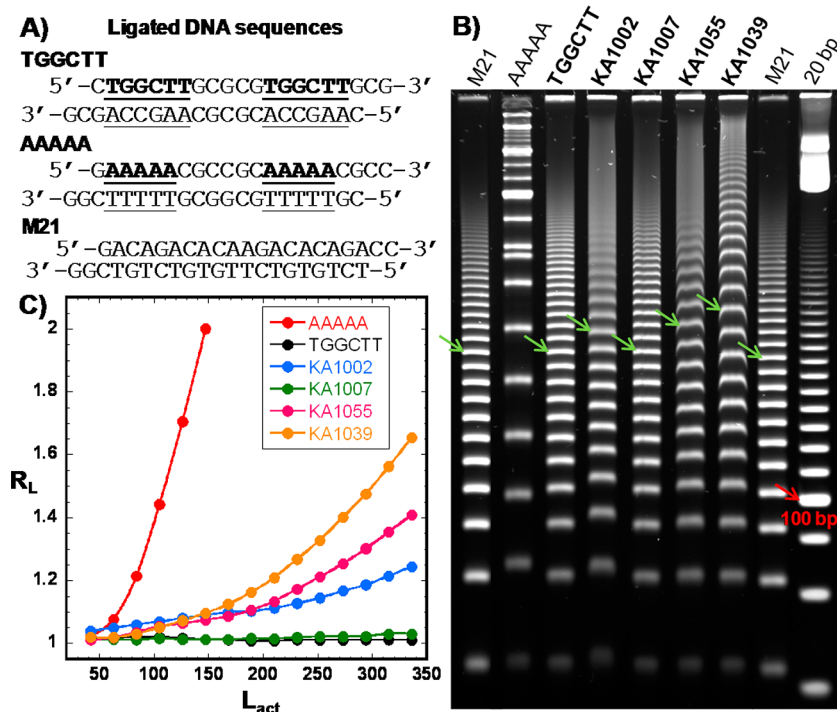 A) Ligated DNA sequences
TGGCTT
5′-CTGGCTTGCGCGTGGCTTGCG-3′
3′-GCGACCGAACGCGCACCGAAC-5′
AAAAA
5′-GAAAAACGCCGCAAAAACGCC-3′
3′-GGCTTTTTGCGGCGTTTTTGC-5′
M21
5′-GACAGACACAAGACACAGACC-3′
3′-GGCTGTCTGTGTTCTGTGTCT-5′
C)
2
1.8
1.6
1.4
1.2
1
R_L
AAAAA
TGGCTT
KA1002
KA1007
KA1055
KA1039
50 100 150 200 250 300 350
L_act
B)
M21
AAAAA
TGGCTT
KA1002
KA1007
KA1055
KA1039
M21
20 bp
100 bp